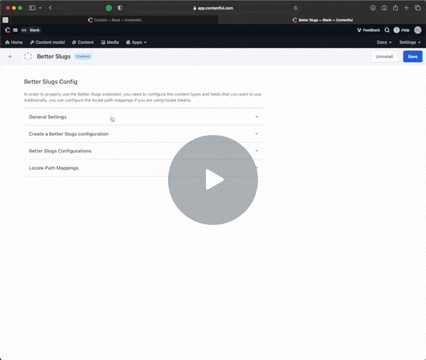 app.contentful.com
Content — Blank — Contentful
Better Slugs — Blank — Contentful
Blank
Feedback
Help
Home
Content model
Content
Media
Apps
Docs
Settings
Better Slugs
Custom
Uninstall
Save
Better Slugs Config
In order to properly use the Better Slugs extension, you need to configure the content types and fields that you want to use.
Additionally, you can configure the locale path mappings if you are using locale tokens.
General Settings
Create a Better Slugs configuration
Better Slugs Configurations
Locale Path Mappings